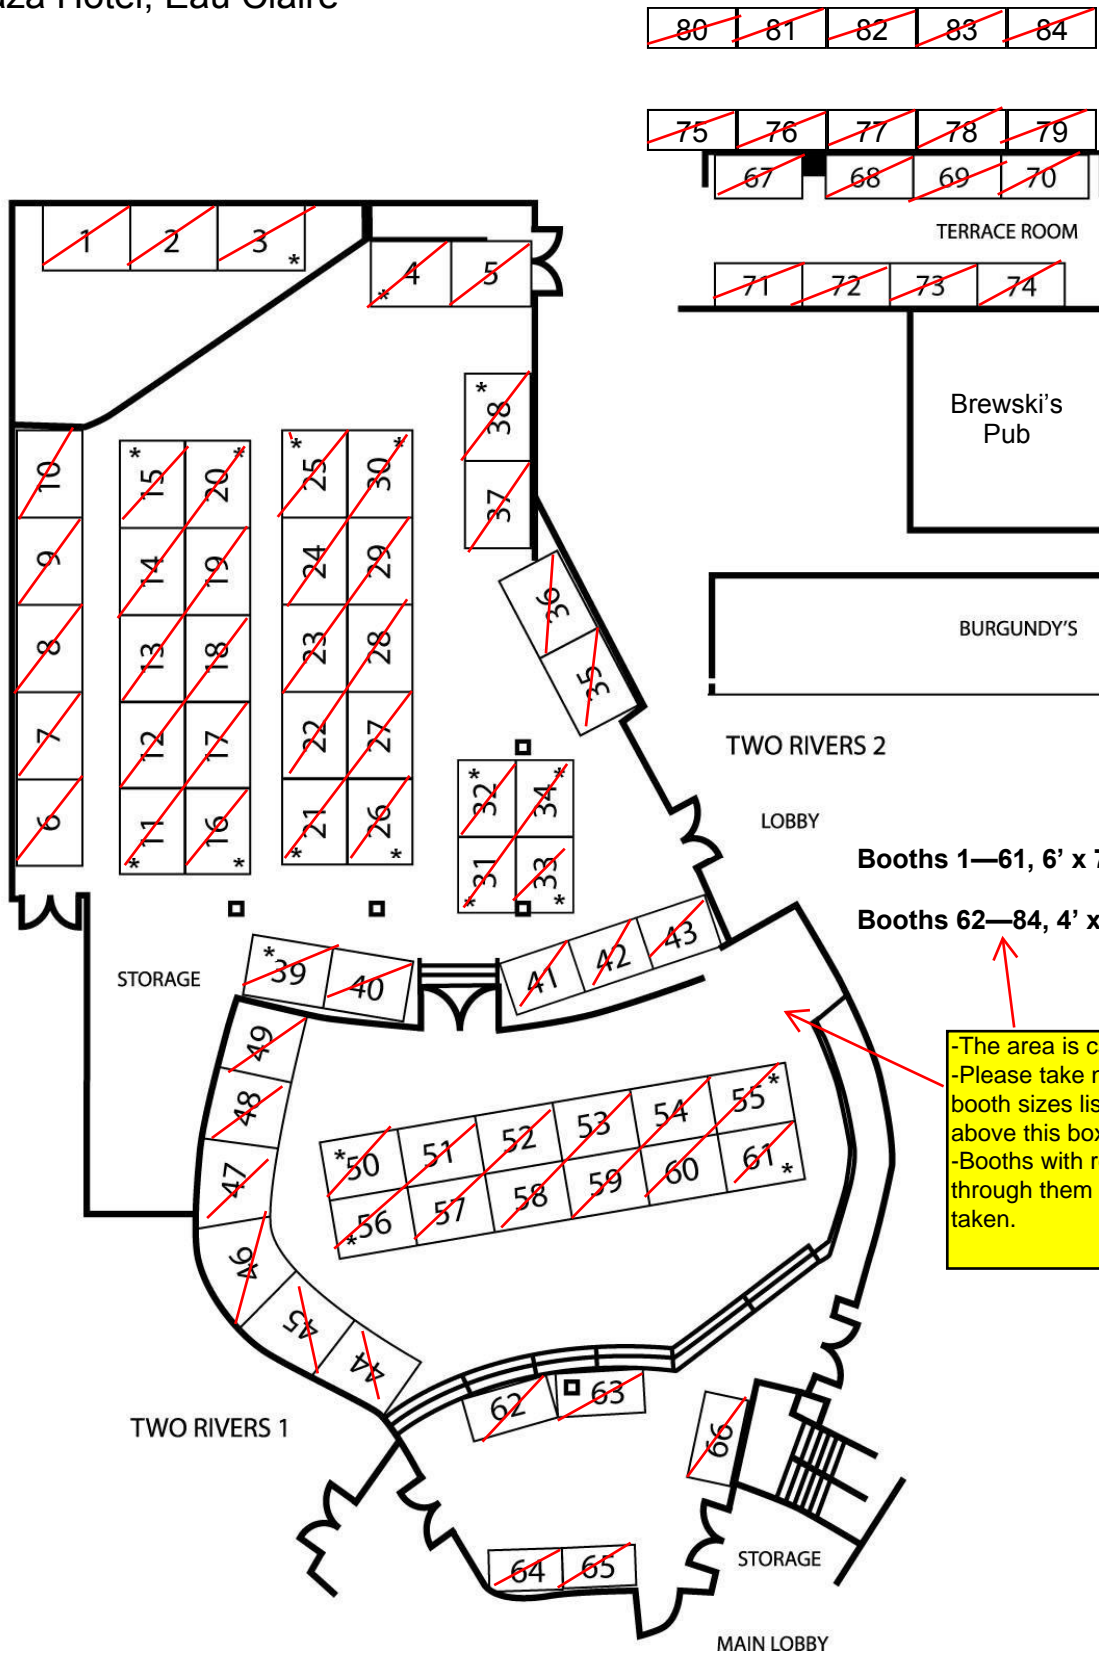 Hotel, Eau Claire
80 81 82 83 84
75 76 77 78 79
67 68 69 70
TERRACE ROOM
71 72 73 74
1 2 3 *
4 * 5
Brewski's
Pub
* 38
37
10 9 8 7 6
* 15 14 13 12 11 *
20 * 19 18 17 16 *
* 25 24 23 22 21 *
30 * 29 28 27 26 *
36
35
BURGUNDY'S
TWO RIVERS 2
LOBBY
* 32 34 *
* 31 33 *
Booths 1—61, 6' x
Booths 62—84, 4' x
STORAGE
* 39 40
41 42 43
49
48
47
46
45
44
* 50 51 52 53 54 55 *
* 56 57 58 59 60 61 *
-The area is
-Please take
booth sizes
above this
-Booths with
through them
taken.
TWO RIVERS 1
62 63
66
64 65
STORAGE
MAIN LOBBY